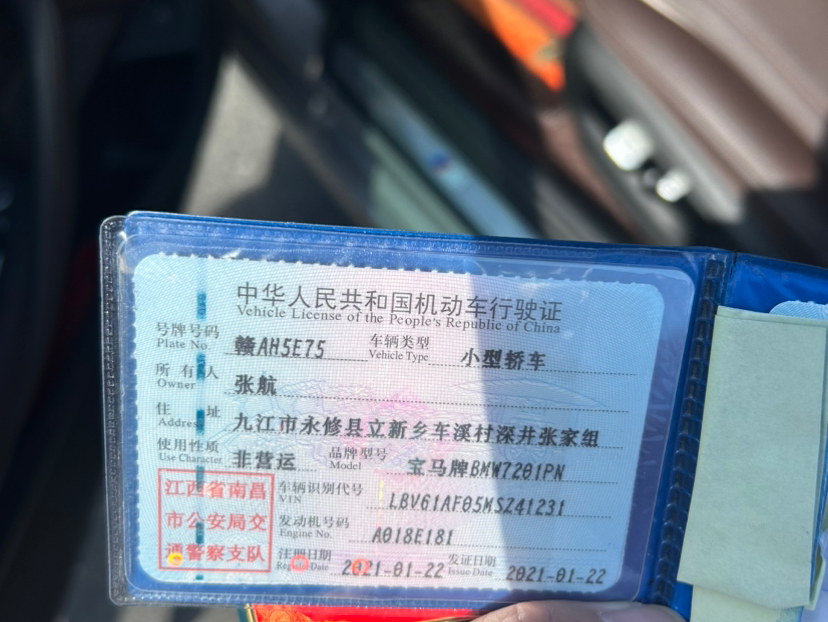 中华人民共和国机动车行驶证
Vehicle License of the People's Republic of China
号牌号码 赣AH5E75 车辆类型 小型轿车
Plate No. Vehicle Type
所有人 张航
Owner
住址 九江市永修县立新乡车溪村深井张家组
Address
使用性质 非营运 品牌型号 宝马牌BMW7201PN
Use Character Model
江西省南昌
市公安局交
通警察支队
车辆识别代号 LBV61AF05MSZ41231
VIN
发动机号码 A018E181
Engine No.
注册日期 2021-01-22 发证日期 2021-01-22
Register Date Issue Date